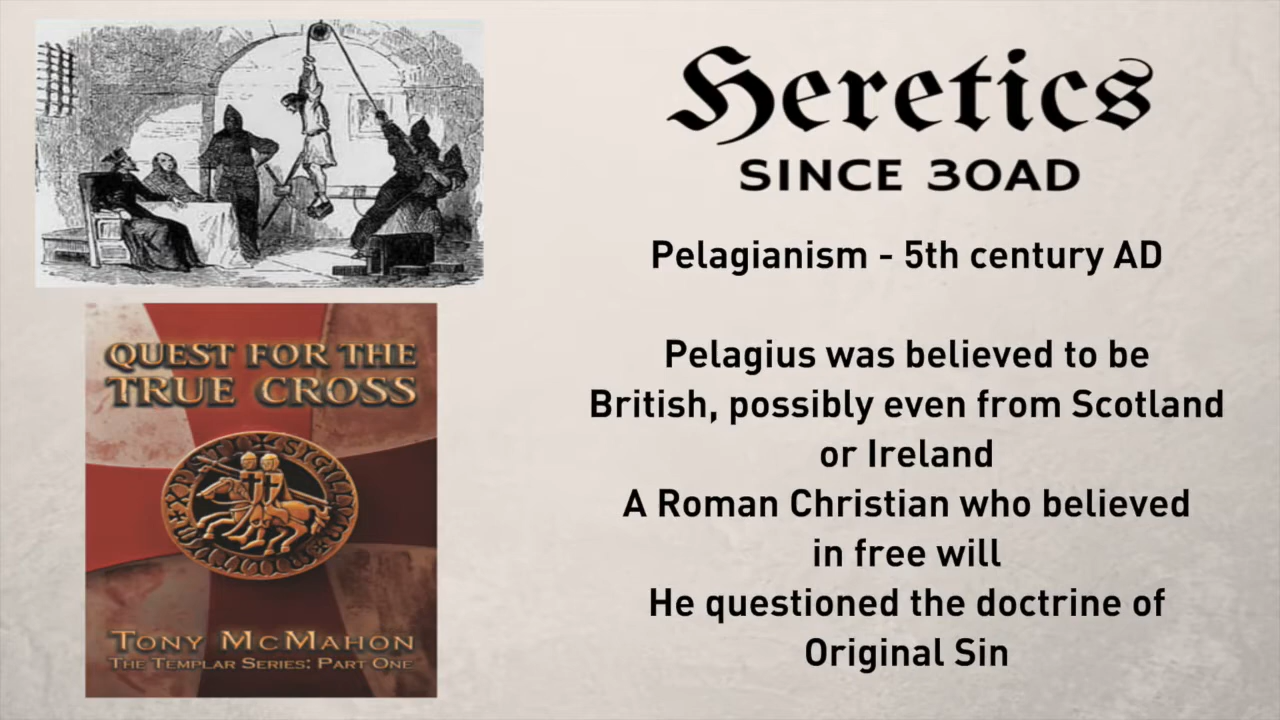 Heretics
SINCE 30AD
Pelagianism - 5th century AD
Pelagius was believed to be
British, possibly even from Scotland
or Ireland
A Roman Christian who believed
in free will
He questioned the doctrine of
Original Sin
QUEST FOR THE
TRUE CROSS
TONY MCMAHON
THE TEMPLAR SERIES: PART ONE